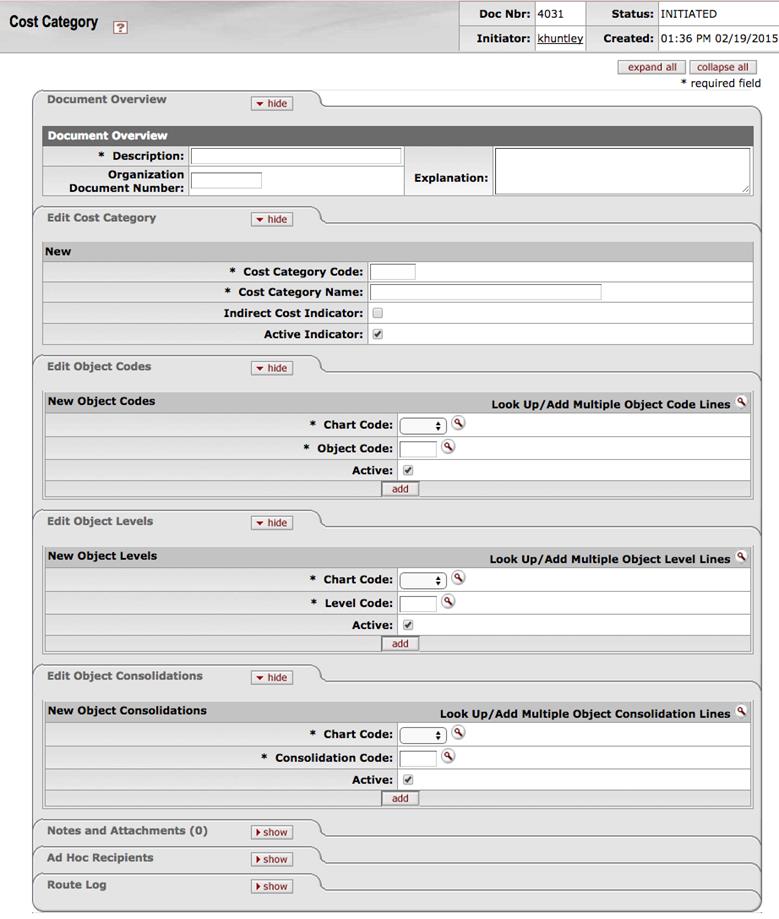 Cost Category ?
Doc Nbr: 4031 Status: INITIATED
Initiator: khuntley Created: 01:36 PM 02/19/2015
expand all collapse all
* required field
Document Overview hide
Document Overview
* Description:
Organization
Document Number:
Explanation:
Edit Cost Category hide
New
* Cost Category Code:
* Cost Category Name:
Indirect Cost Indicator:
Active Indicator:
Edit Object Codes hide
New Object Codes Look Up/Add Multiple Object Code Lines
* Chart Code:
* Object Code:
Active:
add
Edit Object Levels hide
New Object Levels Look Up/Add Multiple Object Level Lines
* Chart Code:
* Level Code:
Active:
add
Edit Object Consolidations hide
New Object Consolidations Look Up/Add Multiple Object Consolidation Lines
* Chart Code:
* Consolidation Code:
Active:
add
Notes and Attachments (0) show
Ad Hoc Recipients show
Route Log show